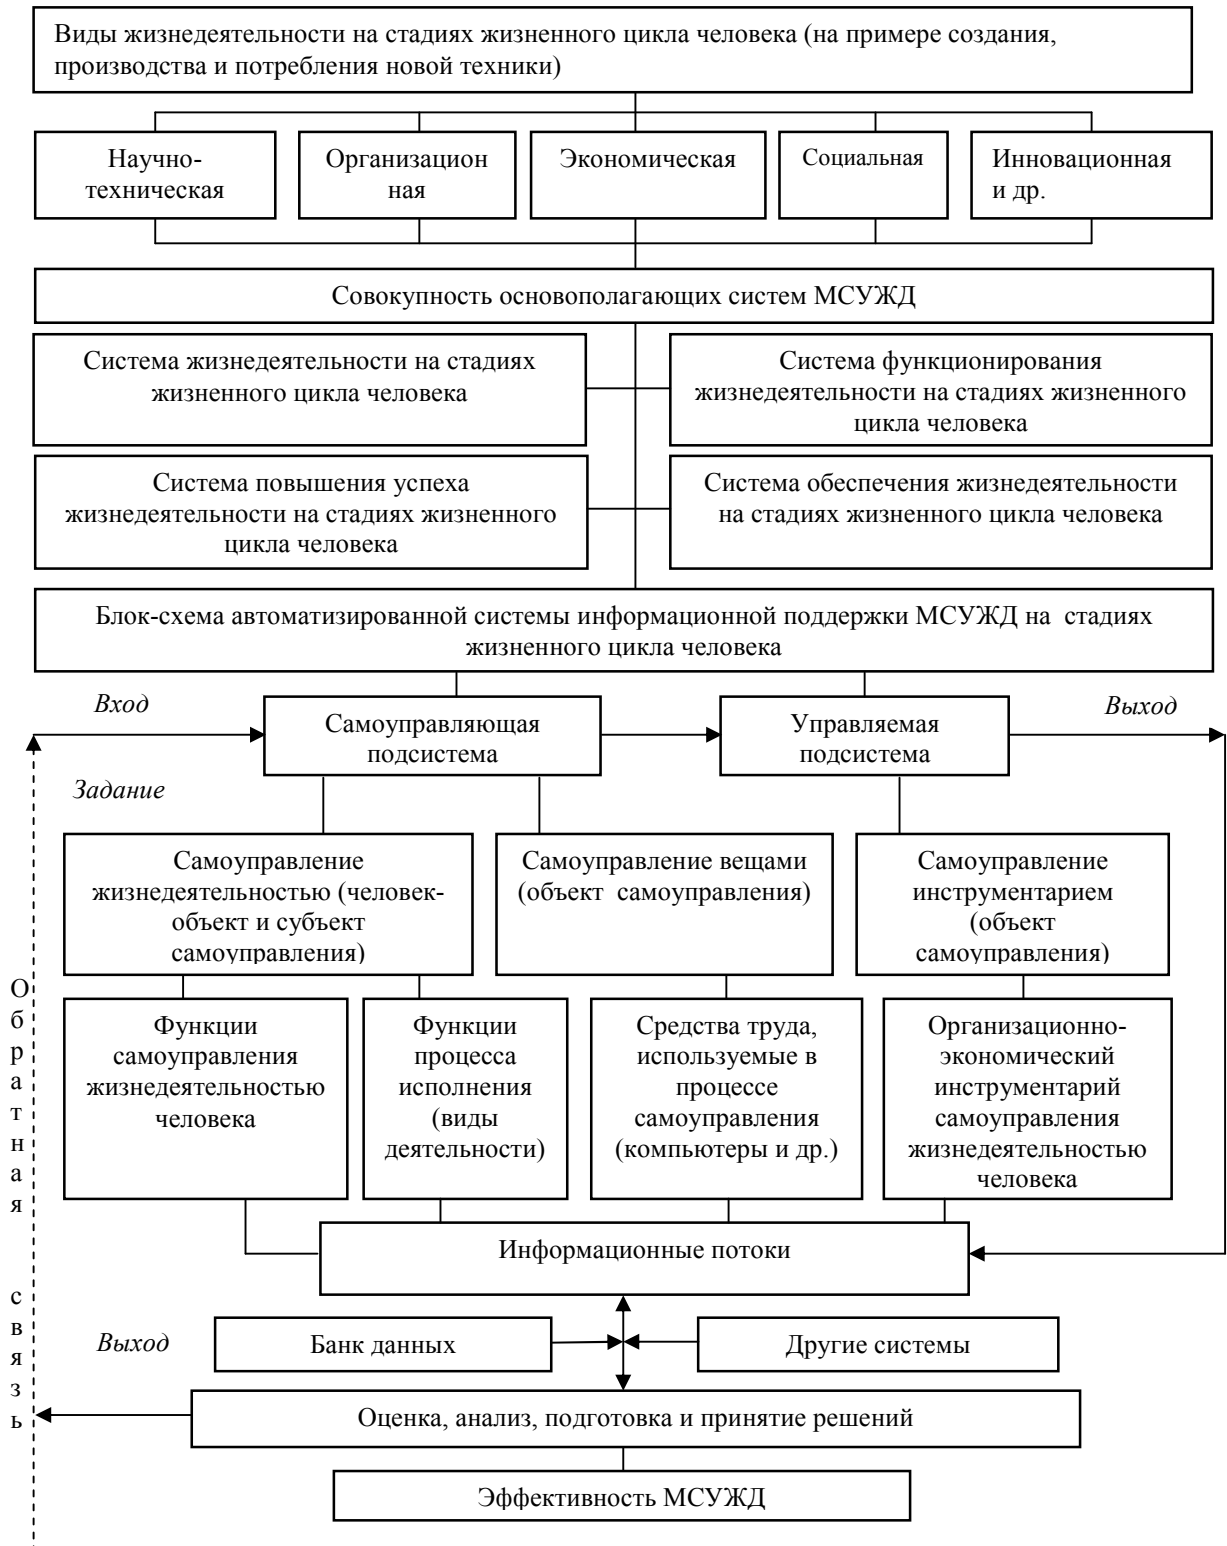 Виды жизнедеятельности на стадиях жизненного цикла человека (на примере создания,
производства и потребления новой техники)
Научно-
техническая
Организацион
ная
Экономическая
Социальная
Инновационная
и др.
Совокупность основополагающих систем МСУЖД
Система жизнедеятельности на стадиях
жизненного цикла человека
Система функционирования
жизнедеятельности на стадиях жизненного
цикла человека
Система повышения успеха
жизнедеятельности на стадиях жизненного
цикла человека
Система обеспечения жизнедеятельности
на стадиях жизненного цикла человека
Блок-схема автоматизированной системы информационной поддержки МСУЖД на стадиях
жизненного цикла человека
Вход
Самоуправляющая
подсистема
Управляемая
подсистема
Выход
Задание
Самоуправление
жизнедеятельностью (человек-
объект и субъект
самоуправления)
Самоуправление вещами
(объект самоуправления)
Самоуправление
инструментарием
(объект
самоуправления)
Обратная связь
Функции
самоуправления
жизнедеятельностью
человека
Функции
процесса
исполнения
(виды
деятельности)
Средства труда,
используемые в
процессе
самоуправления
(компьютеры и др.)
Организационно-
экономический
инструментарий
самоуправления
жизнедеятельностью
человека
Информационные потоки
Выход
Банк данных
Другие системы
Оценка, анализ, подготовка и принятие решений
Эффективность МСУЖД